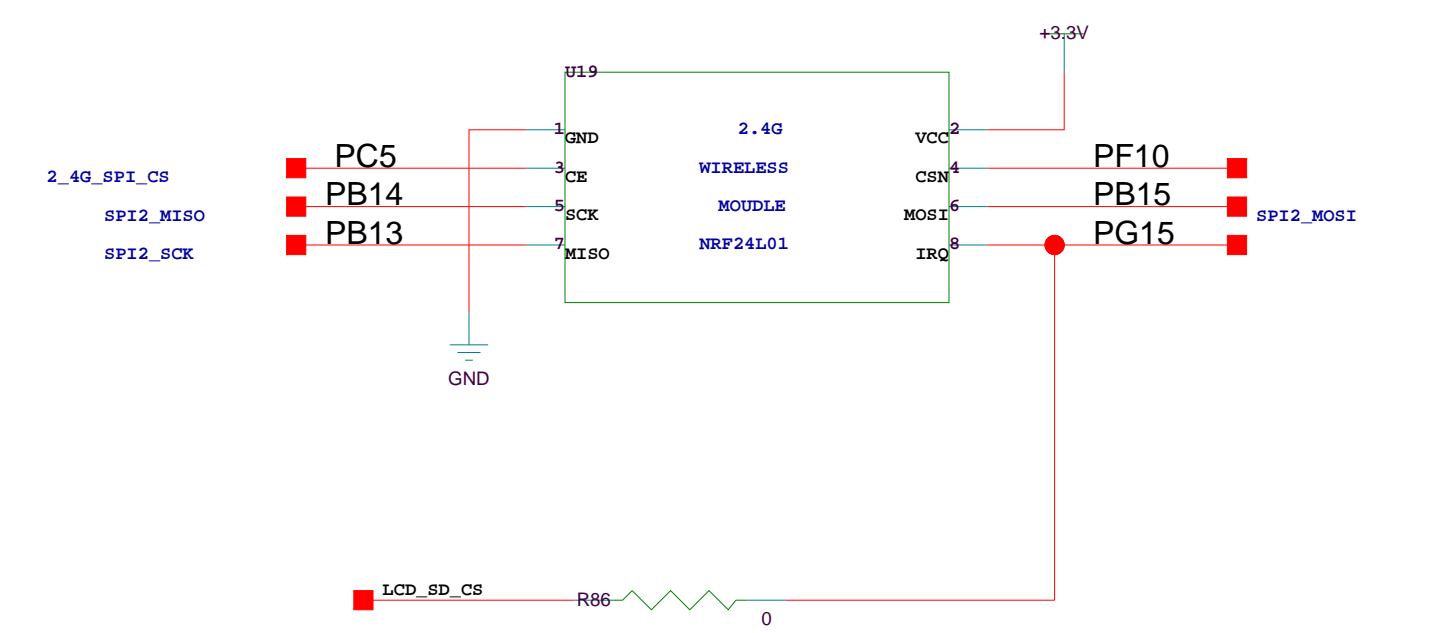 +3.3V
U19
1 GND 2.4G VCC 2
PC5 3 CE WIRELESS CSN 4 PF10
2_4G_SPI_CS
PB14 5 SCK MOUDLE MOSI 6 PB15
SPI2_MISO SPI2_MOSI
PB13 7 MISO NRF24L01 IRQ 8 PG15
SPI2_SCK
GND
LCD_SD_CS R86
0